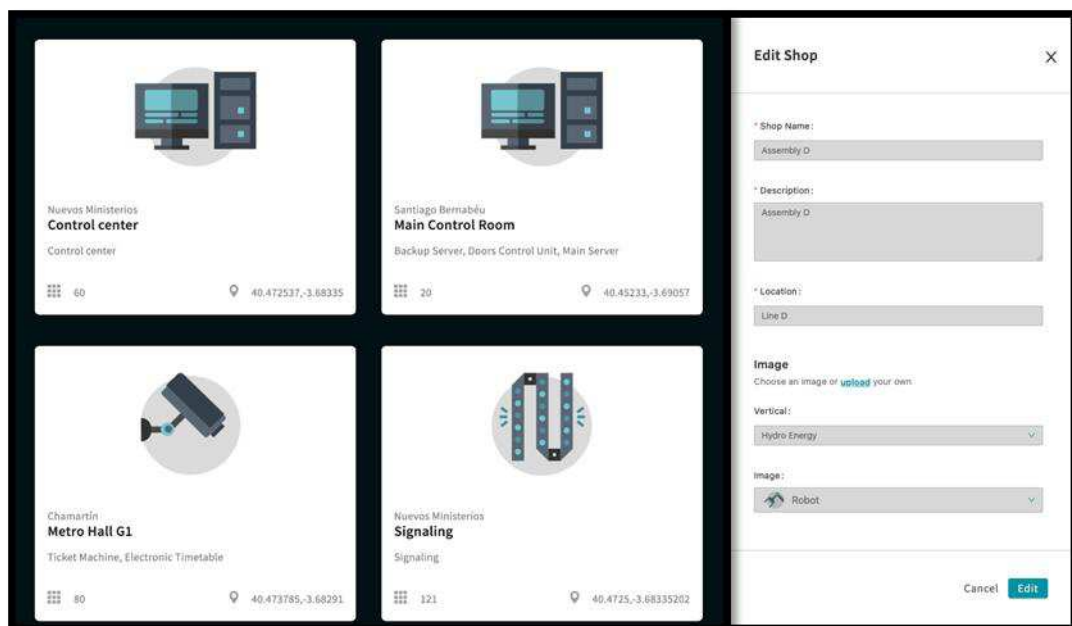 Nuevos Ministerios
Control center
Control center
60
40.472537,-3.68335
Santiago Bernabéu
Main Control Room
Backup Server, Doors Control Unit, Main Server
20
40.45233,-3.69057
Chamartín
Metro Hall G1
Ticket Machine, Electronic Timetable
80
40.473785,-3.68291
Nuevos Ministerios
Signaling
Signaling
121
40.4725,-3.68335202
Edit Shop
* Shop Name:
Assembly D
* Description:
Assembly D
* Location:
Line D
Image
Choose an image or upload your own
Vertical:
Hydro Energy
Image:
Robot
Cancel Edit